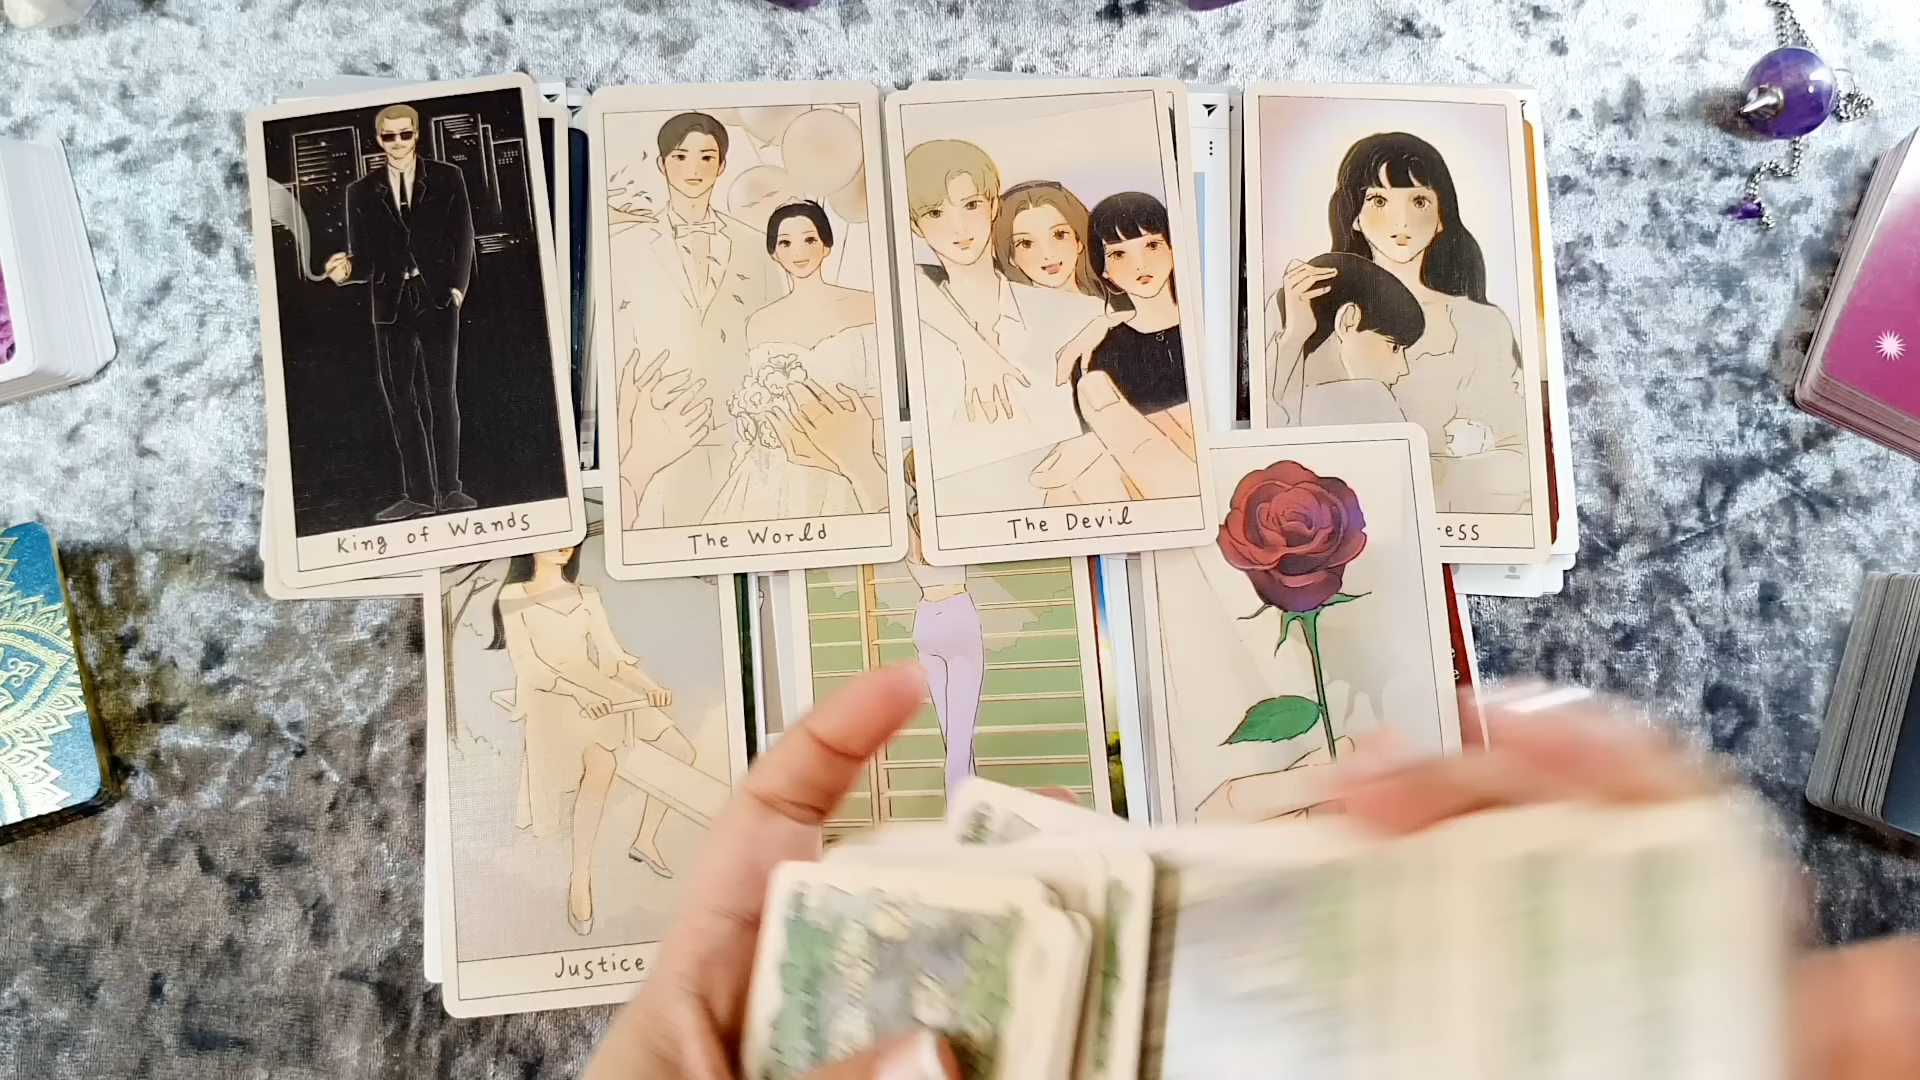 King of Wands
The World
The Devil
ress
Justice